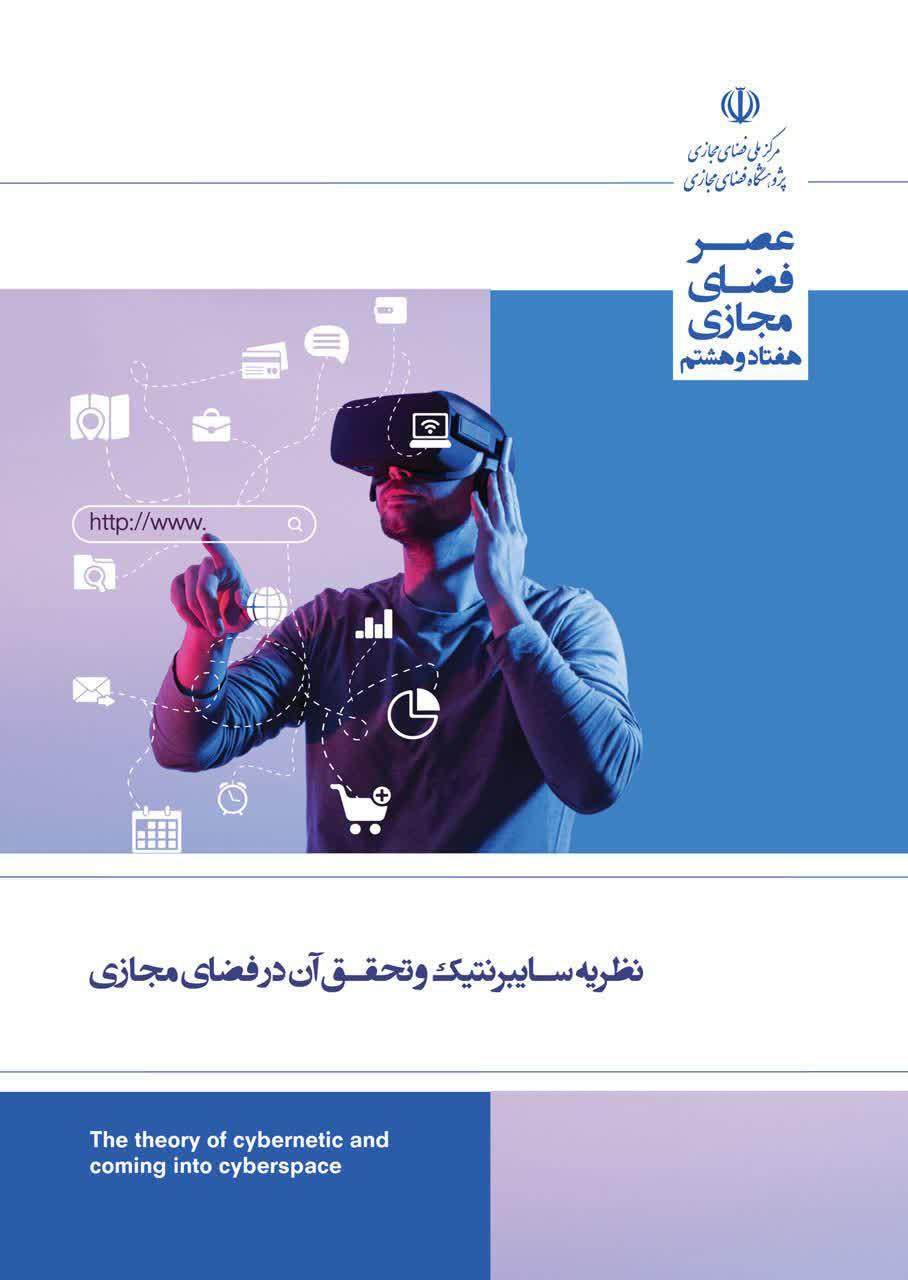 مرکز ملی فضای مجازی
پژوهشگاه فضای مجازی
عصر
فضای
مجازی
هفتاد و هشتم
http://www.
نظریه سایبرنتیک و تحقق آن در فضای مجازی
The theory of cybernetic and
coming into cyberspace